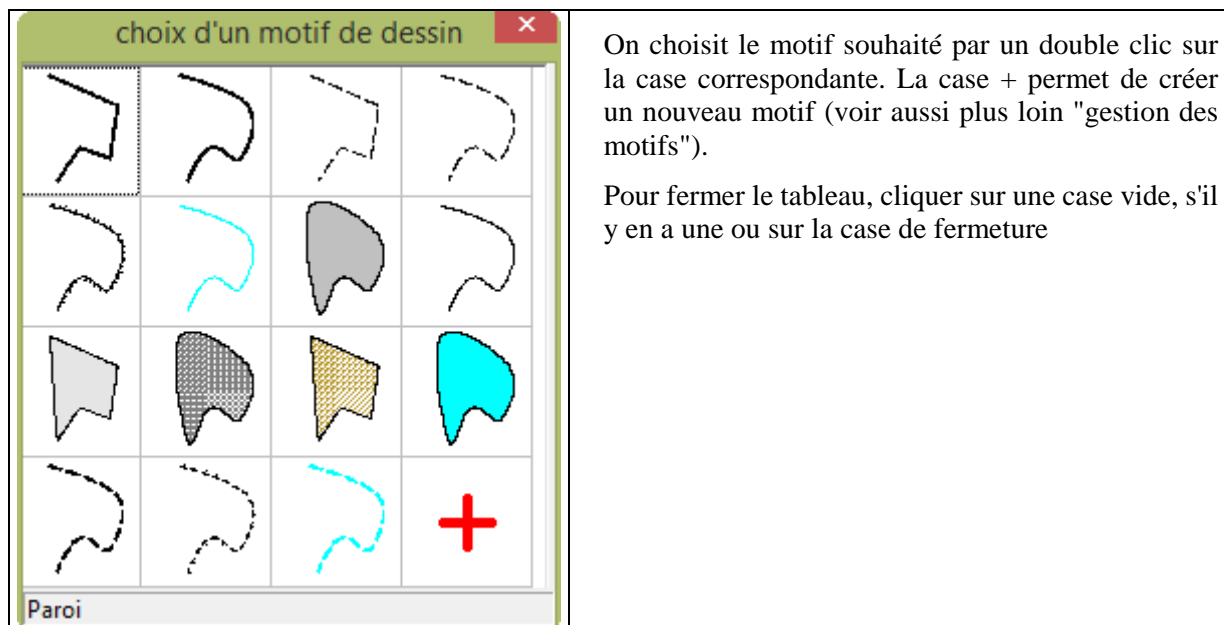 choix d'un motif de dessin
Paroi
On choisit le motif souhaité par un double clic sur
la case correspondante. La case + permet de créer
un nouveau motif (voir aussi plus loin "gestion des
motifs").
Pour fermer le tableau, cliquer sur une case vide, s'il
y en a une ou sur la case de fermeture